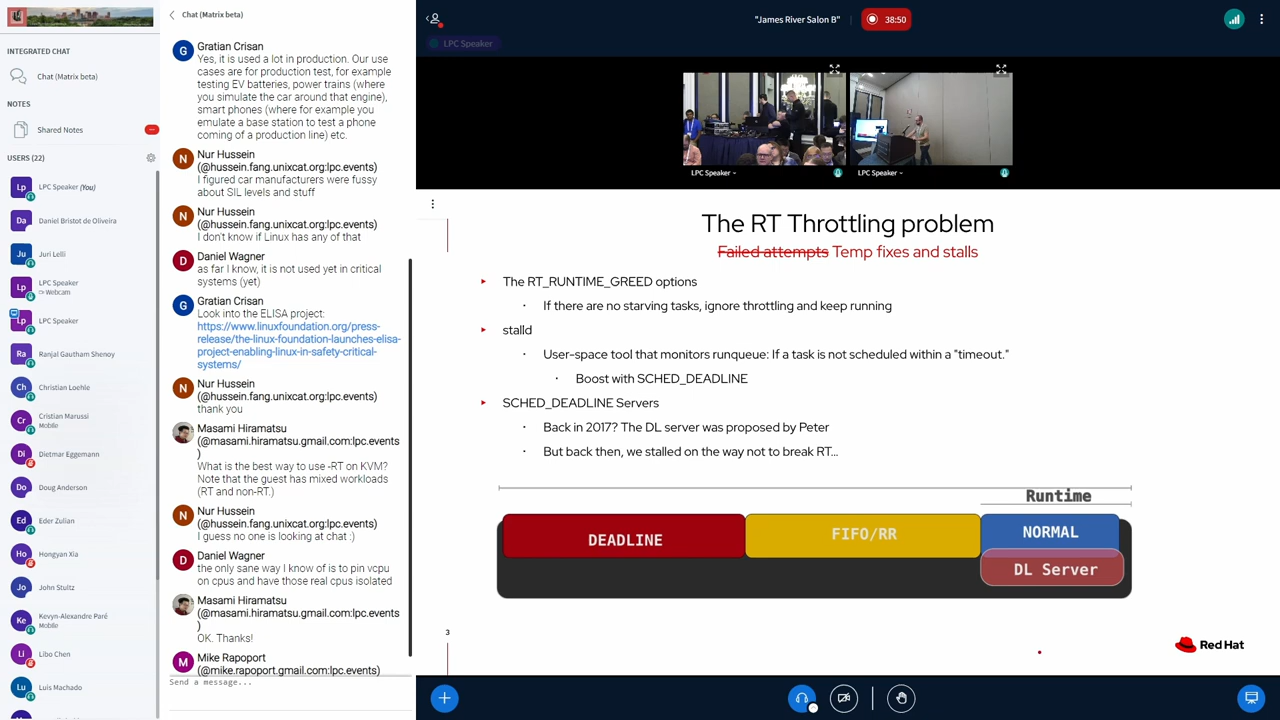 INTEGRATED CHAT
Chat (Matrix beta)
NOTES
Shared Notes
USERS (22)
Lp LPC Speaker (You)
Da Daniel Bristot de Oliveira
Ju Juri Lelli
Lp LPC Speaker
Webcam
Lp LPC Speaker
Ra Ranjal Gautham Shenoy
Ch Christian Loehle
Cr Cristian Marussi
Mobile
Di Dietmar Eggemann
Do Doug Anderson
Ed Eder Zulian
Ho Hongyan Xia
Jo John Stultz
Ke Kevyn-Alexandre Paré
Mobile
Li Libo Chen
Lu Luis Machado
Chat (Matrix beta)
G Gratian Crisan
Yes, it is used a lot in production. Our use
cases are for production test, for example
testing EV batteries, power trains (where
you simulate the car around that engine),
smart phones (where for example you
emulate a base station to test a phone
coming of a production line) etc.
N Nur Hussein
(@hussein.fang.unixcat.org:lpc.events)
I figured car manufacturers were fussy
about SIL levels and stuff
N Nur Hussein
(@hussein.fang.unixcat.org:lpc.events)
I don't know if Linux has any of that
D Daniel Wagner
as far I know, it is not used yet in critical
systems (yet)
G Gratian Crisan
Look into the ELISA project:
https://www.linuxfoundation.org/press-
release/the-linux-foundation-launches-elisa-
project-enabling-linux-in-safety-critical-
systems/
N Nur Hussein
(@hussein.fang.unixcat.org:lpc.events)
thank you
Masami Hiramatsu
(@masami.hiramatsu.gmail.com:lpc.events
)
What is the best way to use -RT on KVM?
Note that the guest has mixed workloads
(RT and non-RT.)
N Nur Hussein
(@hussein.fang.unixcat.org:lpc.events)
I guess no one is looking at chat :)
D Daniel Wagner
the only sane way I know of is to pin vcpu
on cpus and have those real cpus isolated
Masami Hiramatsu
(@masami.hiramatsu.gmail.com:lpc.events
)
OK. Thanks!
M Mike Rapoport
(@mike.rapoport.gmail.com:lpc.events)
Send a message...
"James River Salon B"
38:50
LPC Speaker
LPC Speaker
LPC Speaker
The RT Throttling problem
Failed attempts Temp fixes and stalls
The RT_RUNTIME_GREED options
If there are no starving tasks, ignore throttling and keep running
stalld
User-space tool that monitors runqueue: If a task is not scheduled within a "timeout."
Boost with SCHED_DEADLINE
SCHED_DEADLINE Servers
Back in 2017? The DL server was proposed by Peter
But back then, we stalled on the way not to break RT...
Runtime
DEADLINE
FIFO/RR
NORMAL
DL Server
3
Red Hat